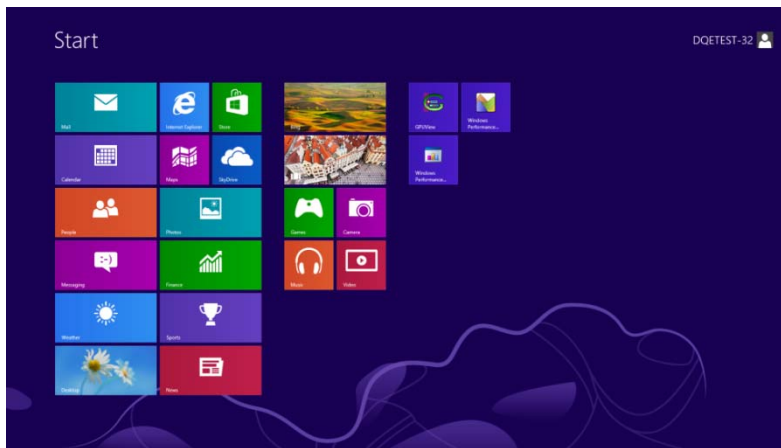 Start
DQETEST-32
Mail
Internet Explorer
Store
Bing
GPUView
Windows
Performance...
Calendar
Maps
SkyDrive
Windows
Performance...
People
Photos
Games
Camera
Messaging
Finance
Music
Video
Weather
Sports
Desktop
News